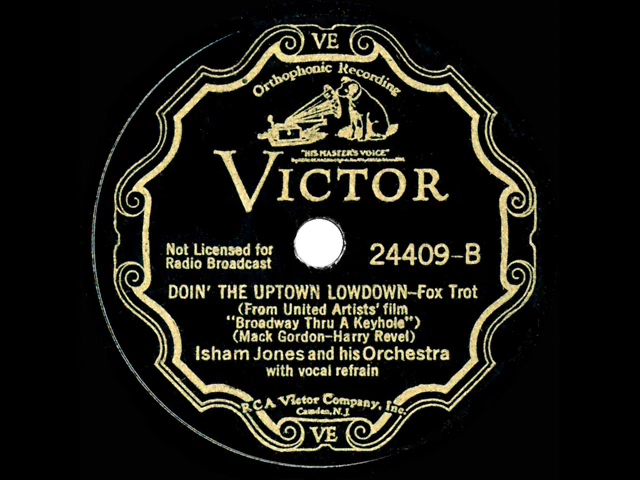 VE
Orthophonic Recording
"HIS MASTER'S VOICE"
VICTOR
Not Licensed for
Radio Broadcast
24409-B
DOIN' THE UPTOWN LOWDOWN-Fox Trot
(From United Artists' film
"Broadway Thru A Keyhole")
(Mack Gordon-Harry Revel)
Isham Jones and his Orchestra
with vocal refrain
RCA Victor Company, Inc.
Camden, N.J.
VE